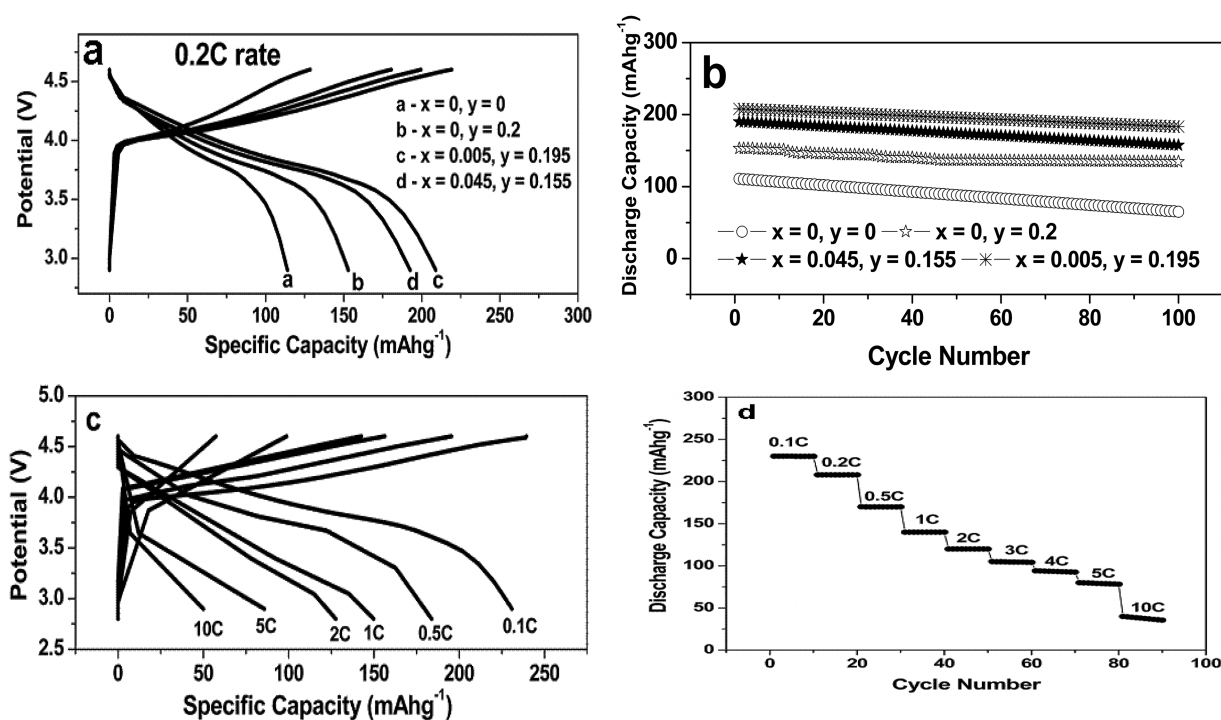 a
0.2C rate
a - x = 0, y = 0
b - x = 0, y = 0.2
c - x = 0.005, y = 0.195
d - x = 0.045, y = 0.155
4.5
4.0
3.5
3.0
Potential (V)
a
b
d
c
0
50
100
150
200
250
300
Specific Capacity (mAhg⁻¹)
b
300
200
100
0
Discharge Capacity (mAhg⁻¹)
x = 0, y = 0
x = 0, y = 0.2
x = 0.045, y = 0.155
x = 0.005, y = 0.195
0
20
40
60
80
100
Cycle Number
c
5.0
4.5
4.0
3.5
3.0
2.5
Potential (V)
10C
5C
2C
1C
0.5C
0.1C
0
50
100
150
200
250
Specific Capacity (mAhg⁻¹)
d
300
250
200
150
100
50
0
Discharge Capacity (mAhg⁻¹)
0.1C
0.2C
0.5C
1C
2C
3C
4C
5C
10C
0
20
40
60
80
100
Cycle Number